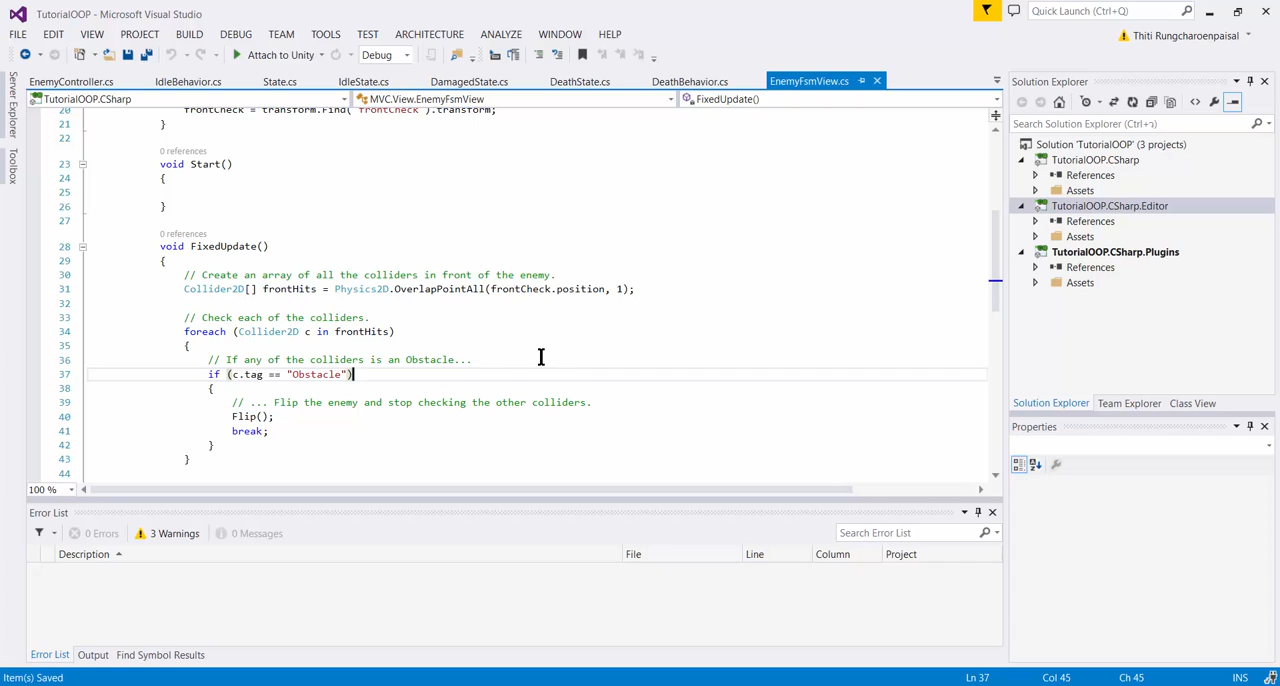 TutorialOOP - Microsoft Visual Studio
Quick Launch (Ctrl+Q)
FILE EDIT VIEW PROJECT BUILD DEBUG TEAM TOOLS TEST ARCHITECTURE ANALYZE WINDOW HELP
Thiti Rungcharoenpaisal
Attach to Unity Debug
Server Explorer
Toolbox
EnemyController.cs IdleBehavior.cs State.cs IdleState.cs DamagedState.cs DeathState.cs DeathBehavior.cs EnemyFsmView.cs
TutorialOOP.CSharp MVC.View.EnemyFsmView FixedUpdate()
20 frontCheck = transform.Find("frontCheck").transform;
21 }
22
0 references
23 void Start()
24 {
25
26 }
27
0 references
28 void FixedUpdate()
29 {
30 // Create an array of all the colliders in front of the enemy.
31 Collider2D[] frontHits = Physics2D.OverlapPointAll(frontCheck.position, 1);
32
33 // Check each of the colliders.
34 foreach (Collider2D c in frontHits)
35 {
36 // If any of the colliders is an Obstacle...
37 if (c.tag == "Obstacle")
38 {
39 // ... Flip the enemy and stop checking the other colliders.
40 Flip();
41 break;
42 }
43 }
44
100 %
Solution Explorer
Search Solution Explorer (Ctrl+ว)
Solution 'TutorialOOP' (3 projects)
TutorialOOP.CSharp
References
Assets
TutorialOOP.CSharp.Editor
References
Assets
TutorialOOP.CSharp.Plugins
References
Assets
Solution Explorer Team Explorer Class View
Properties
Error List
0 Errors 3 Warnings 0 Messages
Search Error List
Description File Line Column Project
Error List Output Find Symbol Results
Item(s) Saved Ln 37 Col 45 Ch 45 INS